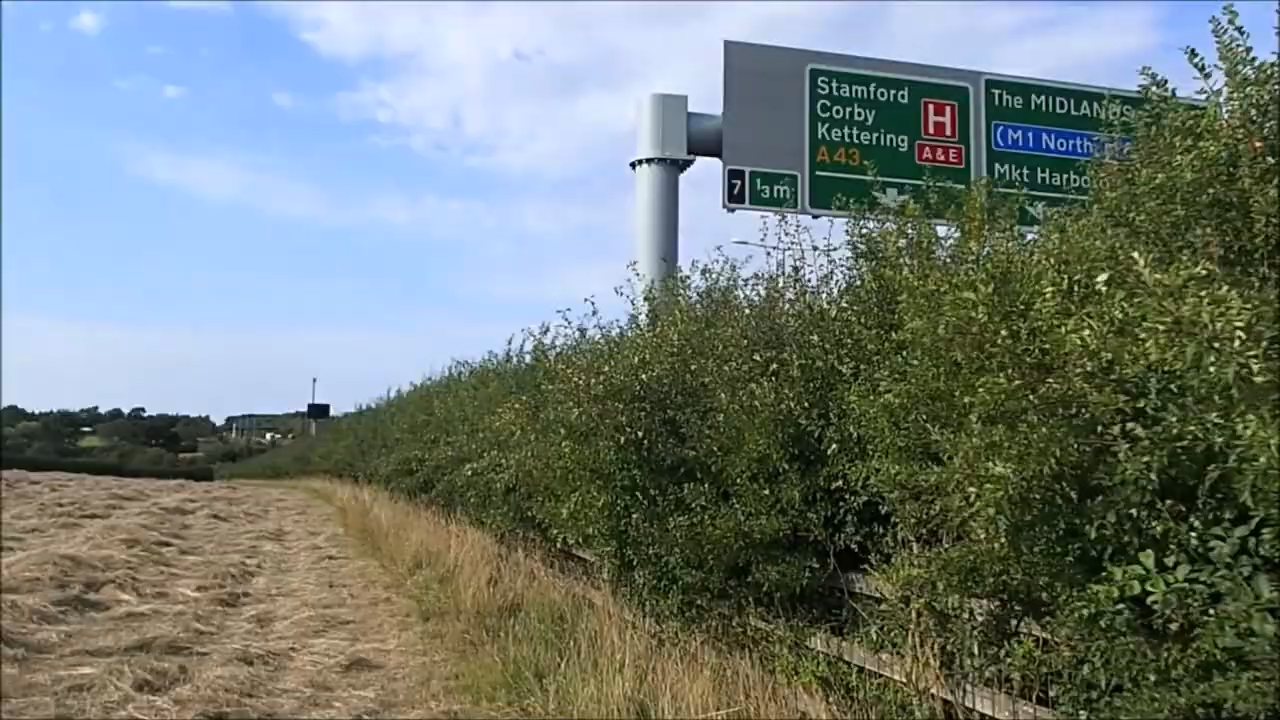 Stamford
Corby
Kettering
A43
H
A & E
7
1/3 m
The MIDLANDS
(M1 North
Mkt Harbo